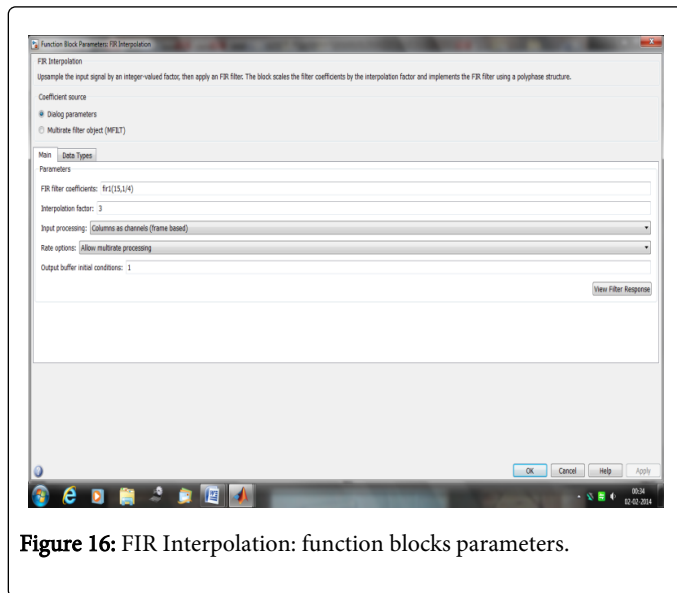 Function Block Parameters: FIR Interpolation
FIR Interpolation
Upsample the input signal by an integer-valued factor, then apply an FIR filter. The block scales the filter coefficients by the interpolation factor and implements the FIR filter using a polyphase structure.
Coefficient source
Dialog parameters
Multirate filter object (MFILT)
Main Data Types
Parameters
FIR filter coefficients: fir1(15,1/4)
Interpolation factor: 3
Input processing: Columns as channels (frame based)
Rate options: Allow multirate processing
Output buffer initial conditions: 1
View Filter Response
OK Cancel Help Apply
00:34
02-02-2014
Figure 16: FIR Interpolation: function blocks parameters.